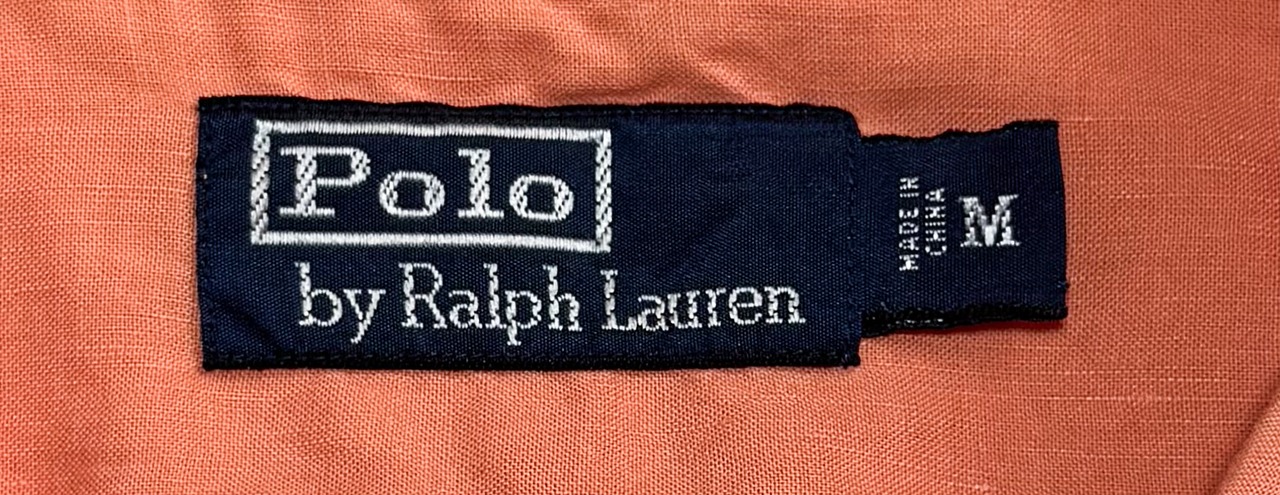 Polo
by Ralph Lauren
MADE IN
CHINA
M